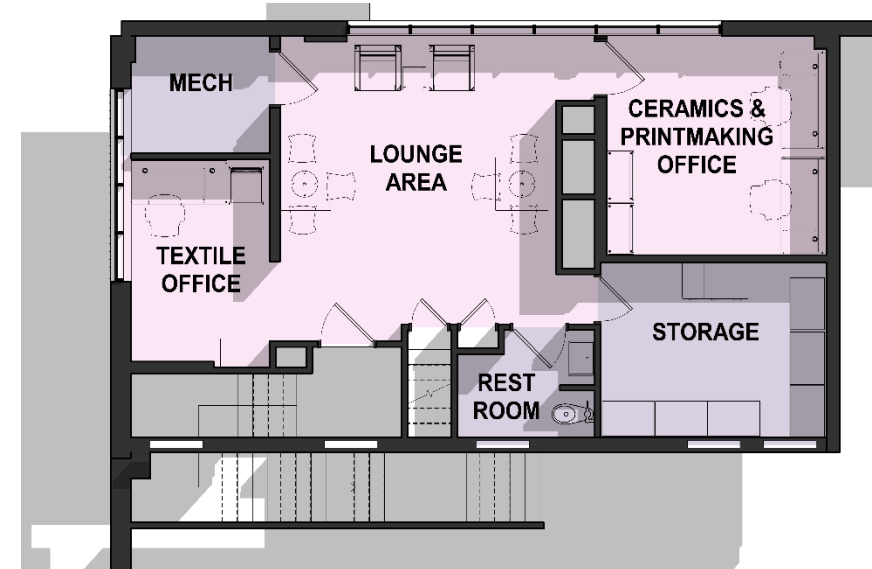 MECH
LOUNGE
AREA
CERAMICS &
PRINTMAKING
OFFICE
TEXTILE
OFFICE
STORAGE
REST
ROOM